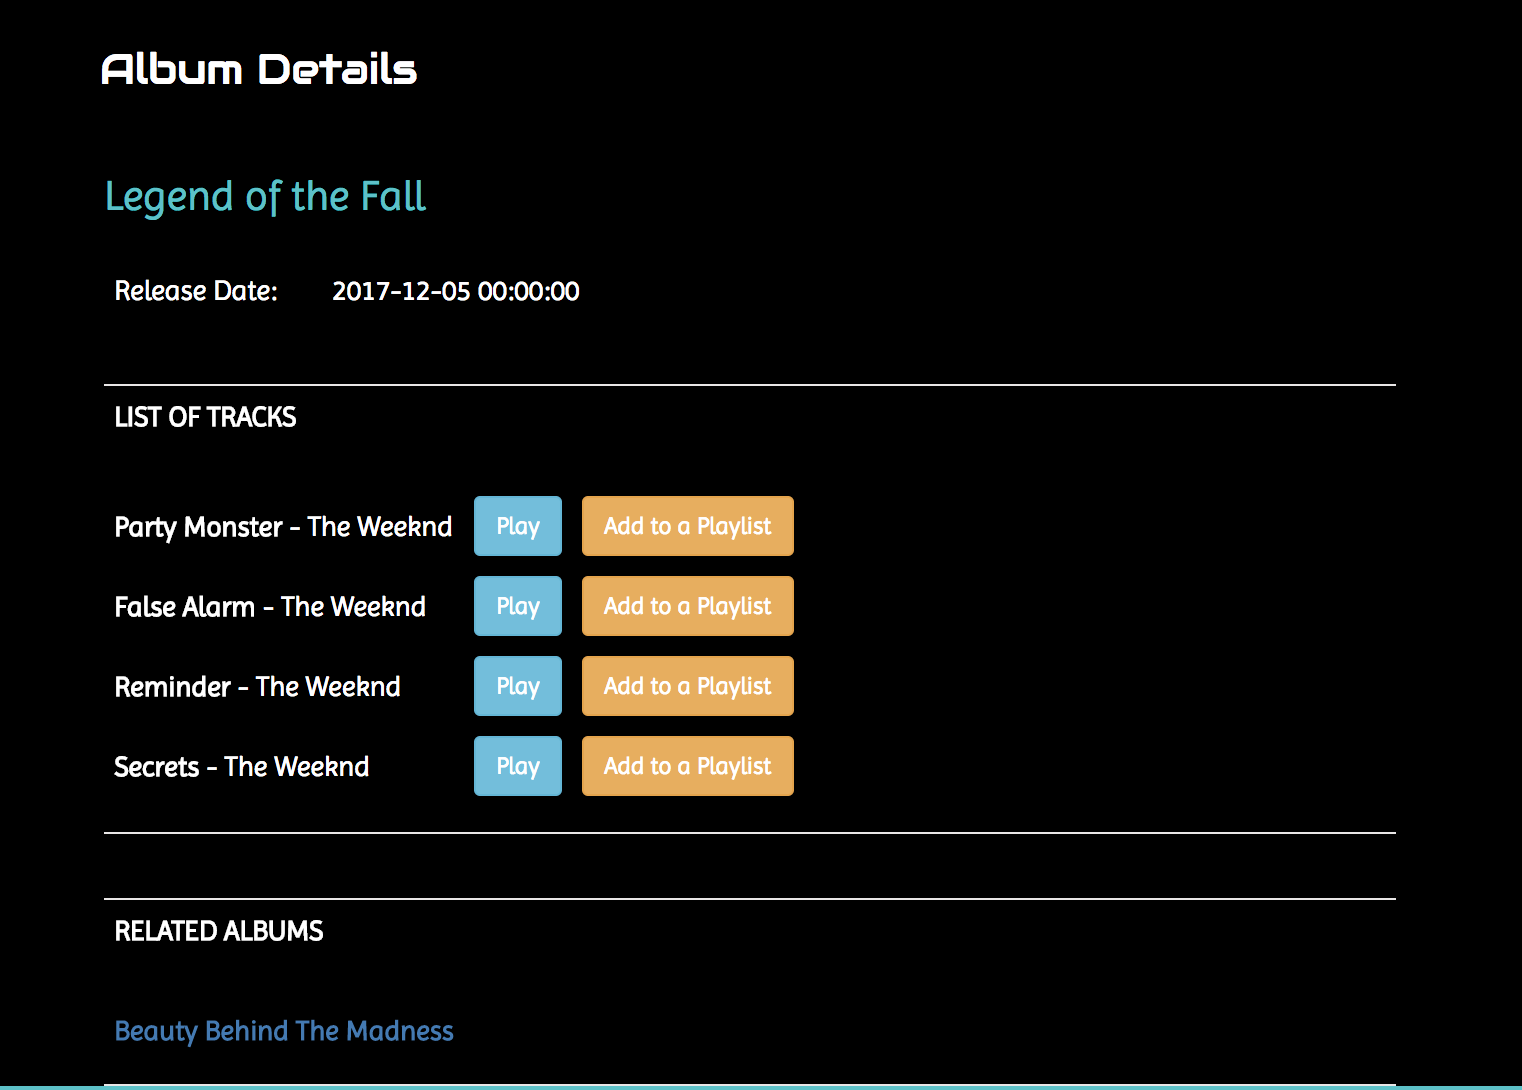 Album Details
Legend of the Fall
Release Date: 2017-12-05 00:00:00
LIST OF TRACKS
Party Monster - The Weeknd Play Add to a Playlist
False Alarm - The Weeknd Play Add to a Playlist
Reminder - The Weeknd Play Add to a Playlist
Secrets - The Weeknd Play Add to a Playlist
RELATED ALBUMS
Beauty Behind The Madness